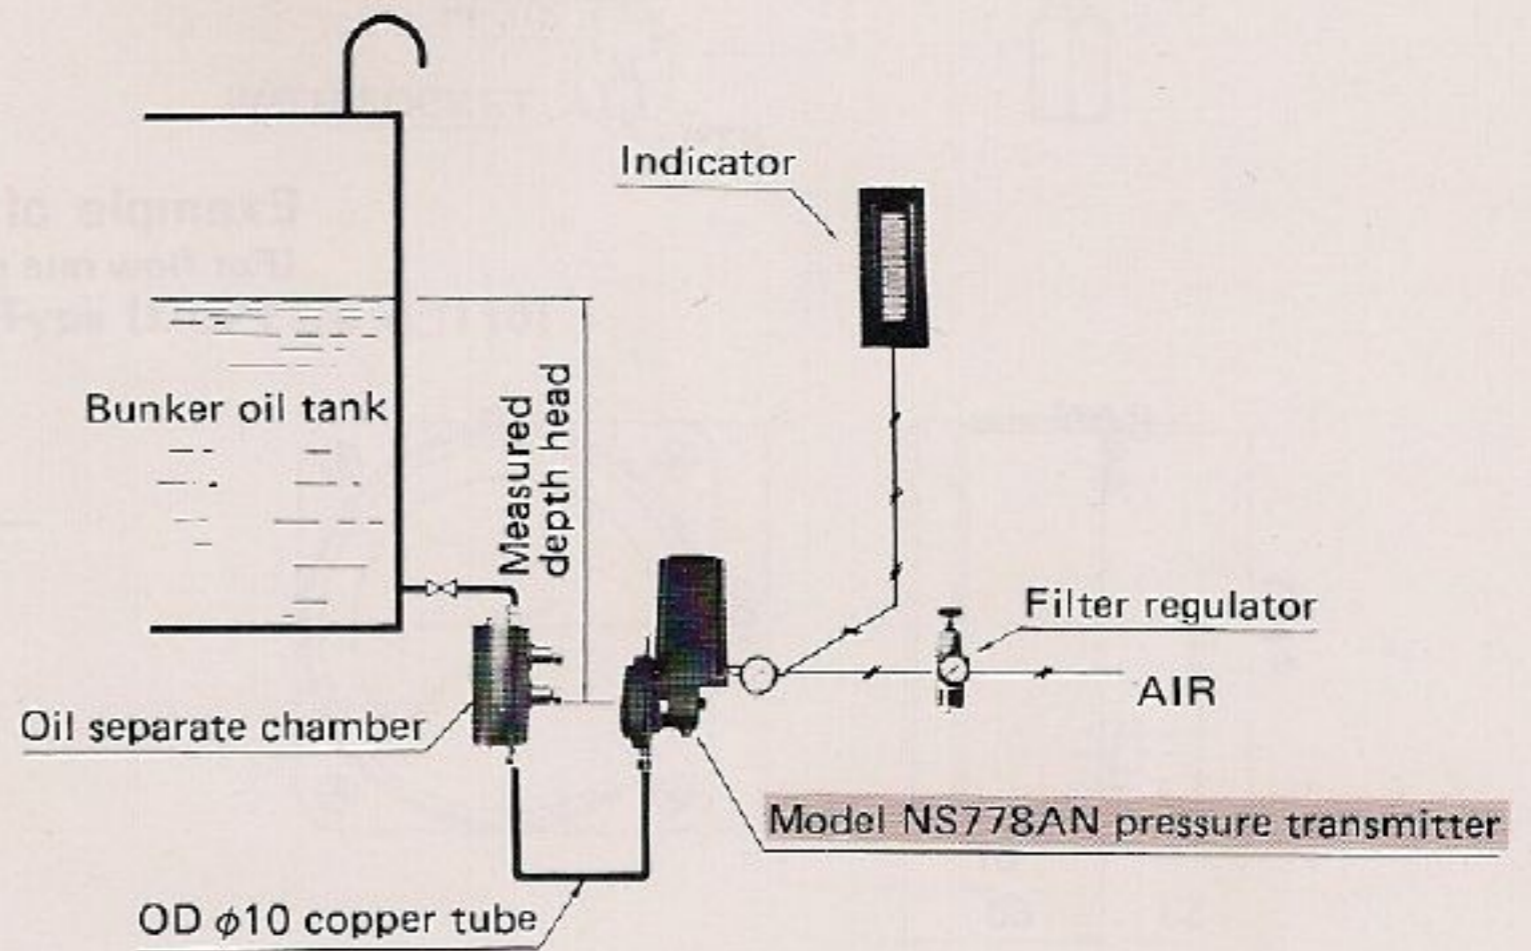 Indicator
Bunker oil tank
Measured
depth head
Filter regulator
AIR
Oil separate chamber
Model NS778AN pressure transmitter
OD φ10 copper tube